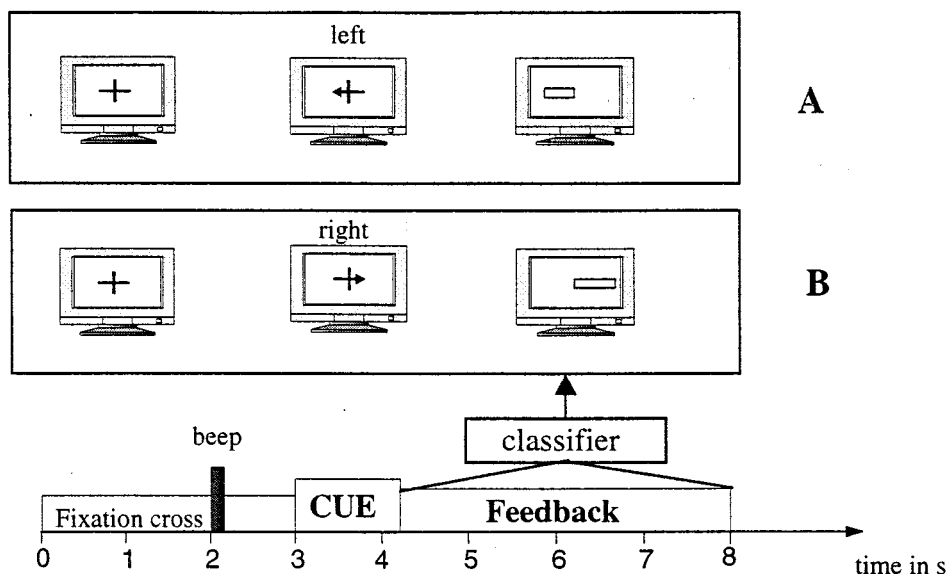 left
A
right
B
classifier
beep
Fixation cross
CUE
Feedback
0 1 2 3 4 5 6 7 8
time in s